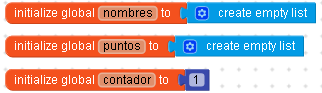 initialize global nombres to create empty list
initialize global puntos to create empty list
initialize global contador to 1